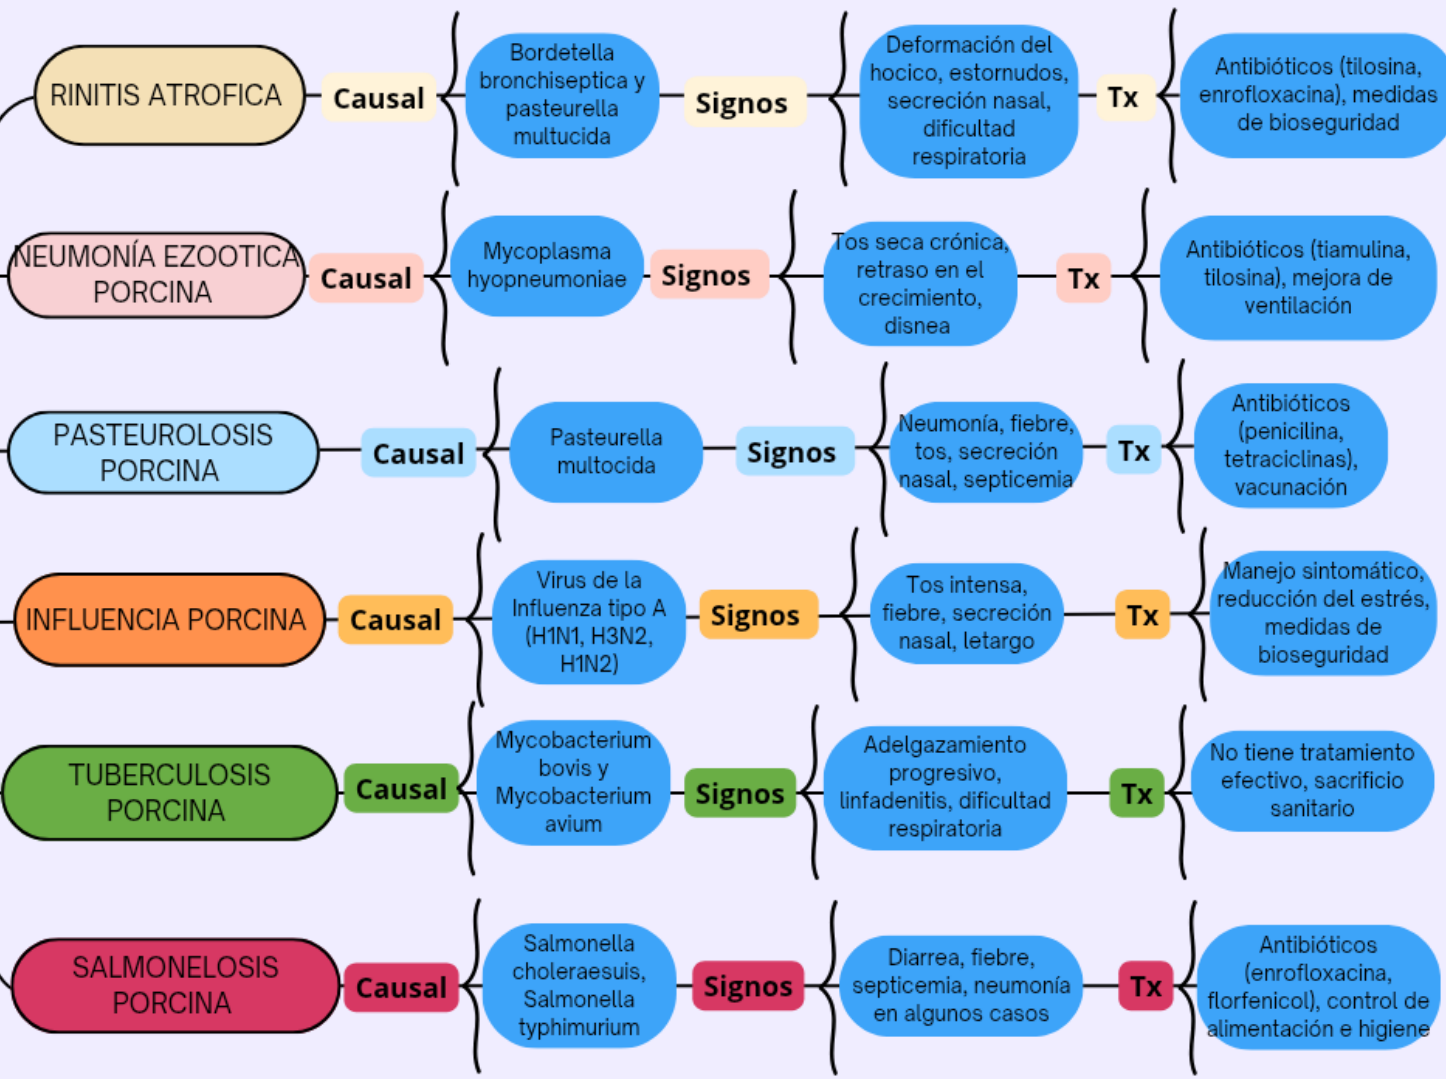 RINITIS ATROFICA
Causal
Bordetella
bronchiseptica y
pasteurella
multucida
Signos
Deformación del
hocico, estornudos,
secreción nasal,
dificultad
respiratoria
Tx
Antibióticos (tilosina,
enrofloxacina), medidas
de bioseguridad
NEUMONÍA EZOOTICA
PORCINA
Causal
Mycoplasma
hyopneumoniae
Signos
Tos seca crónica,
retraso en el
crecimiento,
disnea
Tx
Antibióticos (tiamulina,
tilosina), mejora de
ventilación
PASTEUROLOSIS
PORCINA
Causal
Pasteurella
multocida
Signos
Neumonía, fiebre,
tos, secreción
nasal, septicemia
Tx
Antibióticos
(penicilina,
tetraciclinas),
vacunación
INFLUENCIA PORCINA
Causal
Virus de la
Influenza tipo A
(H1N1, H3N2,
H1N2)
Signos
Tos intensa,
fiebre, secreción
nasal, letargo
Tx
Manejo sintomático,
reducción del estrés,
medidas de
bioseguridad
TUBERCULOSIS
PORCINA
Causal
Mycobacterium
bovis y
Mycobacterium
avium
Signos
Adelgazamiento
progresivo,
linfadenitis, dificultad
respiratoria
Tx
No tiene tratamiento
efectivo, sacrificio
sanitario
SALMONELOSIS
PORCINA
Causal
Salmonella
choleraesuis,
Salmonella
typhimurium
Signos
Diarrea, fiebre,
septicemia, neumonía
en algunos casos
Tx
Antibióticos
(enrofloxacina,
florfenicol), control de
alimentación e higiene